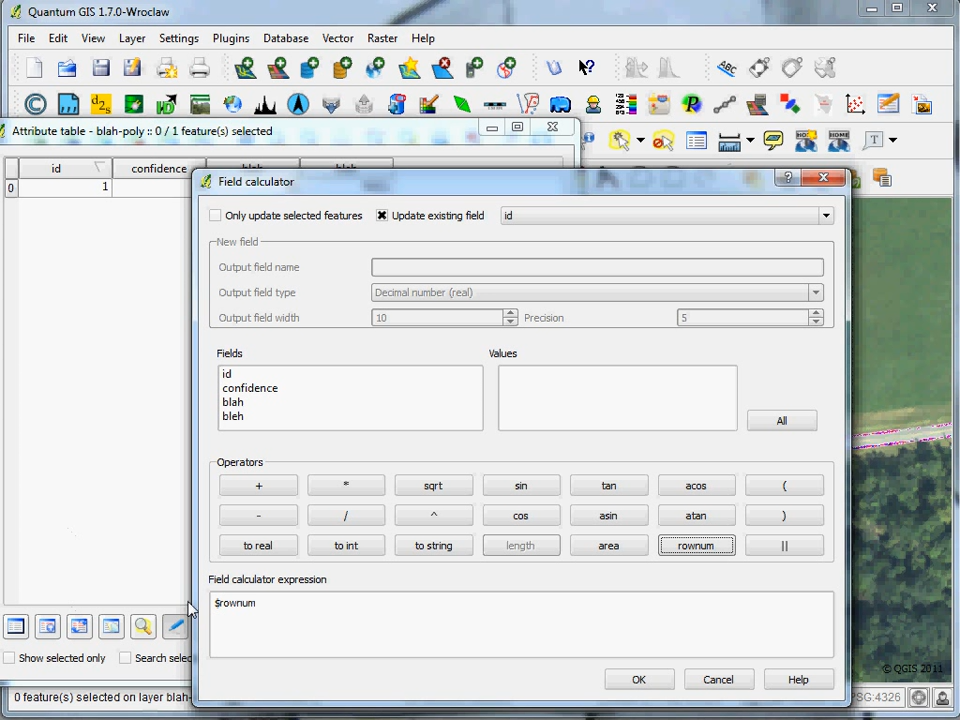 Quantum GIS 1.7.0-Wroclaw
File Edit View Layer Settings Plugins Database Vector Raster Help
Attribute table - blah-poly :: 0 / 1 feature(s) selected
id confidence
0 1
Field calculator
Only update selected features Update existing field id
New field
Output field name
Output field type Decimal number (real)
Output field width 10 Precision 5
Fields Values
id
confidence
blah
bleh
All
Operators
+ * sqrt sin tan acos (
- / ^ cos asin atan )
to real to int to string length area rownum ||
Field calculator expression
$rownum
Show selected only Search selec
OK Cancel Help
© QGIS 2011
0 feature(s) selected on layer blah-
PSG:4326